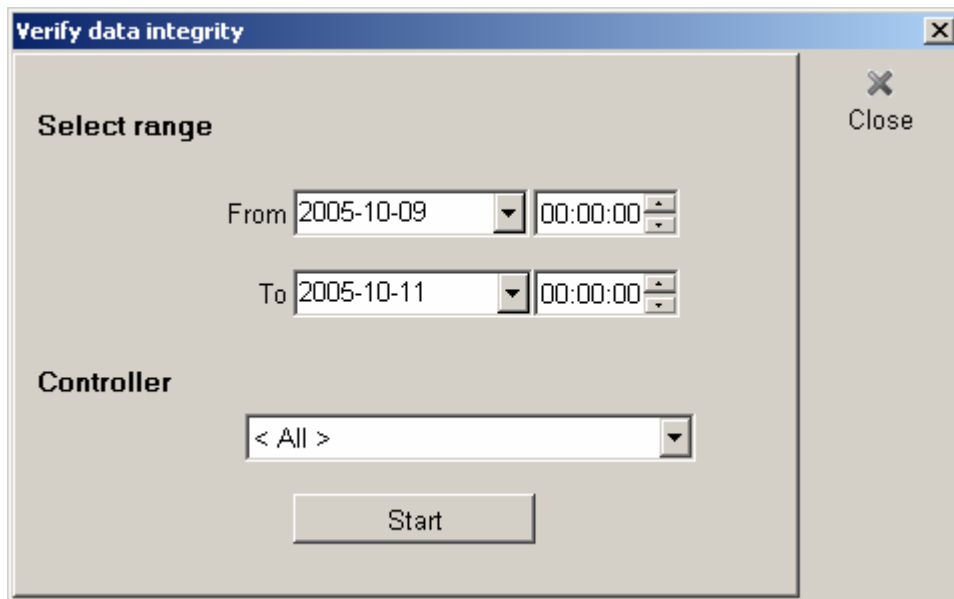 Verify data integrity
Close
Select range
From 2005-10-09 00:00:00
To 2005-10-11 00:00:00
Controller
< All >
Start